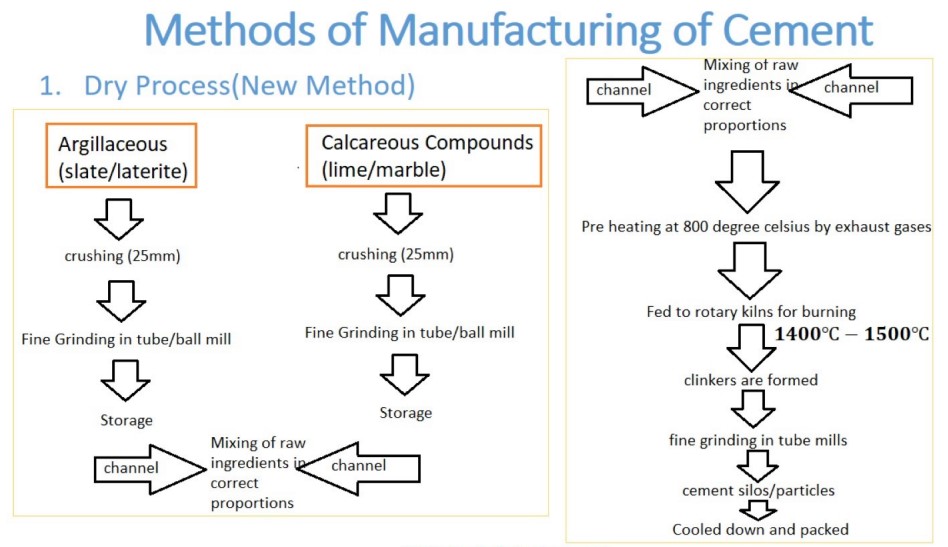 Methods of Manufacturing of Cement
1. Dry Process(New Method)
Argillaceous
(slate/laterite)
crushing (25mm)
Fine Grinding in tube/ball mill
Storage
Calcareous Compounds
(lime/marble)
crushing (25mm)
Fine Grinding in tube/ball mill
Storage
channel
Mixing of raw
ingredients in
correct
proportions
channel
channel
Mixing of raw
ingredients in
correct
proportions
channel
Pre heating at 800 degree celsius by exhaust gases
Fed to rotary kilns for burning
1400°C – 1500°C
clinkers are formed
fine grinding in tube mills
cement silos/particles
Cooled down and packed